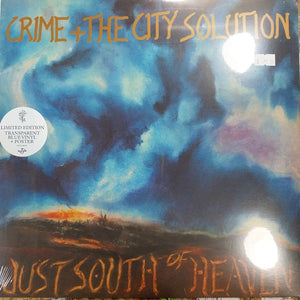 CRIME + THE CITY SOLUTION
LIMITED EDITION
TRANSPARENT
BLUE VINYL
+ POSTER
JUST SOUTH of HEAVEN